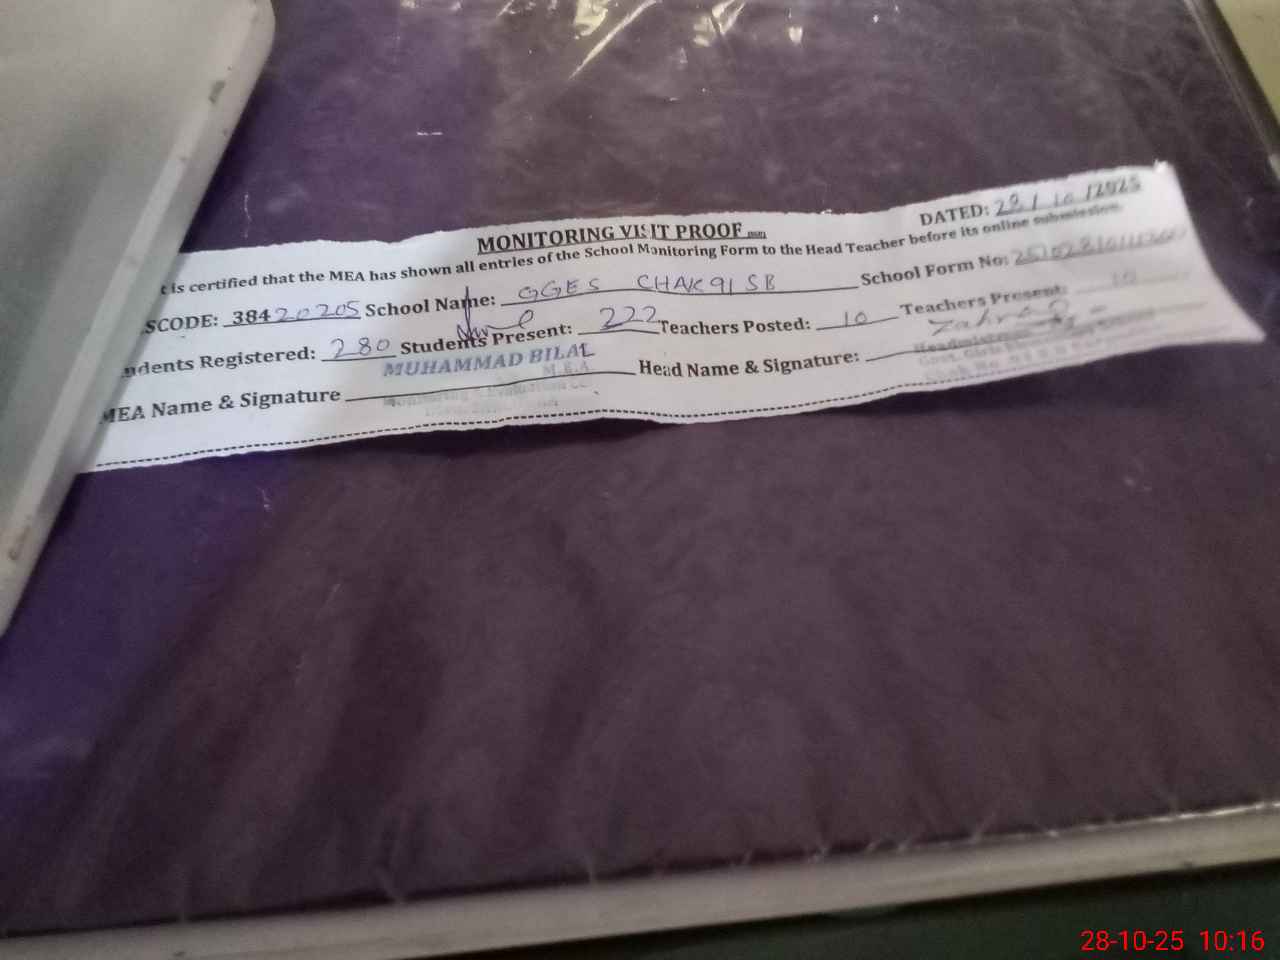 MONITORING VISIT PROOF
DATED: 28/10/2025
t is certified that the MEA has shown all entries of the School Monitoring Form to the Head Teacher before its online submission.
SCODE: 38420205 School Name: GGES CHAK 91 SB School Form No:
dents Registered: 280 Students Present: 222 Teachers Posted: 10 Teachers Present: 10
MUHAMMAD BILAL
M.E.A
MEA Name & Signature Head Name & Signature: Zahra
28-10-25 10:16